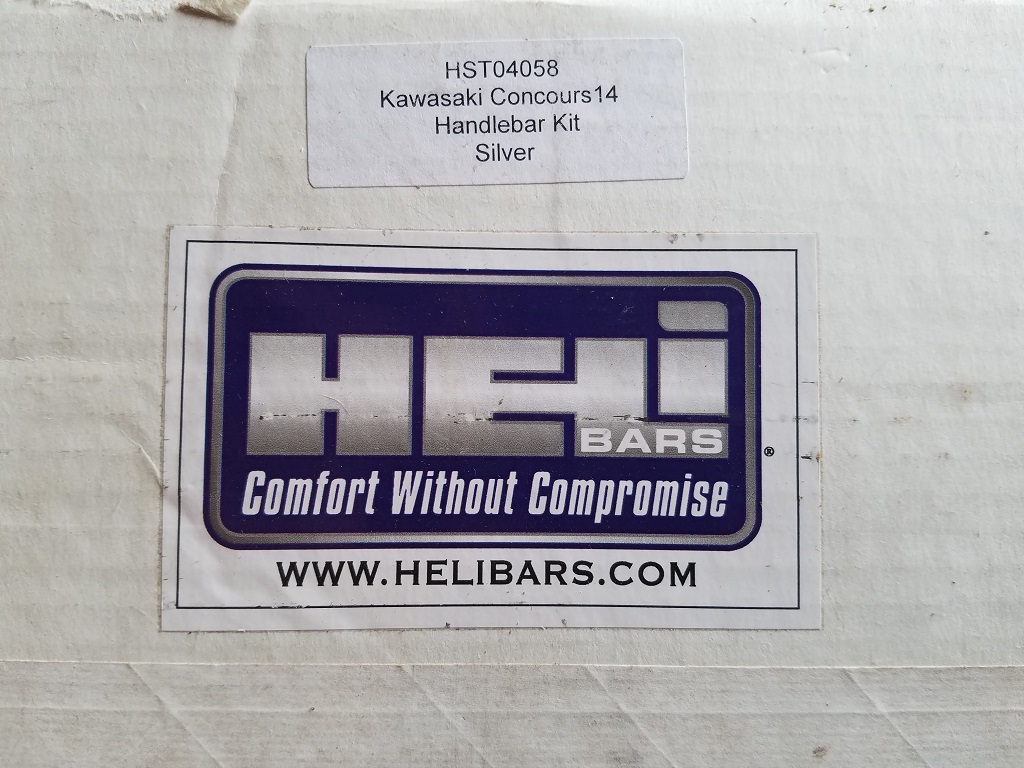 HST04058
Kawasaki Concours14
Handlebar Kit
Silver
HELi
BARS
®
Comfort Without Compromise
WWW.HELIBARS.COM